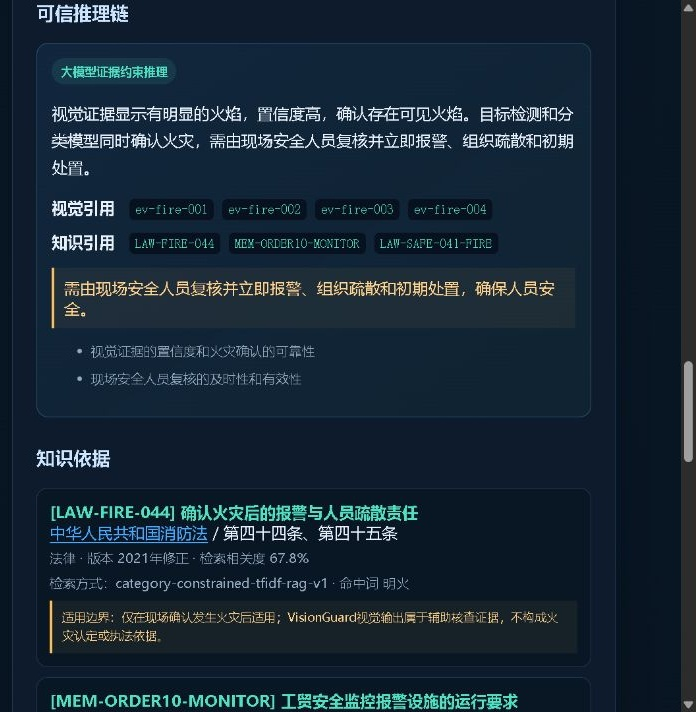 可信推理链
大模型证据约束推理
视觉证据显示有明显的火焰，置信度高，确认存在可见火焰。目标检测和分
类模型同时确认火灾，需由现场安全人员复核并立即报警、组织疏散和初期
处置。
视觉引用 ev-fire-001 ev-fire-002 ev-fire-003 ev-fire-004
知识引用 LAW-FIRE-044 MEM-ORDER10-MONITOR LAW-SAFE-041-FIRE
需由现场安全人员复核并立即报警、组织疏散和初期处置，确保人员安
全。
• 视觉证据的置信度和火灾确认的可靠性
• 现场安全人员复核的及时性和有效性
知识依据
[LAW-FIRE-044] 确认火灾后的报警与人员疏散责任
中华人民共和国消防法 / 第四十四条、第四十五条
法律 · 版本 2021年修正 · 检索相关度 67.8%
检索方式：category-constrained-tfidf-rag-v1 · 命中词 明火
适用边界：仅在现场确认发生火灾后适用；VisionGuard视觉输出属于辅助核查证据，不构成火
灾认定或执法依据。
[MEM-ORDER10-MONITOR] 工贸安全监控报警设施的运行要求